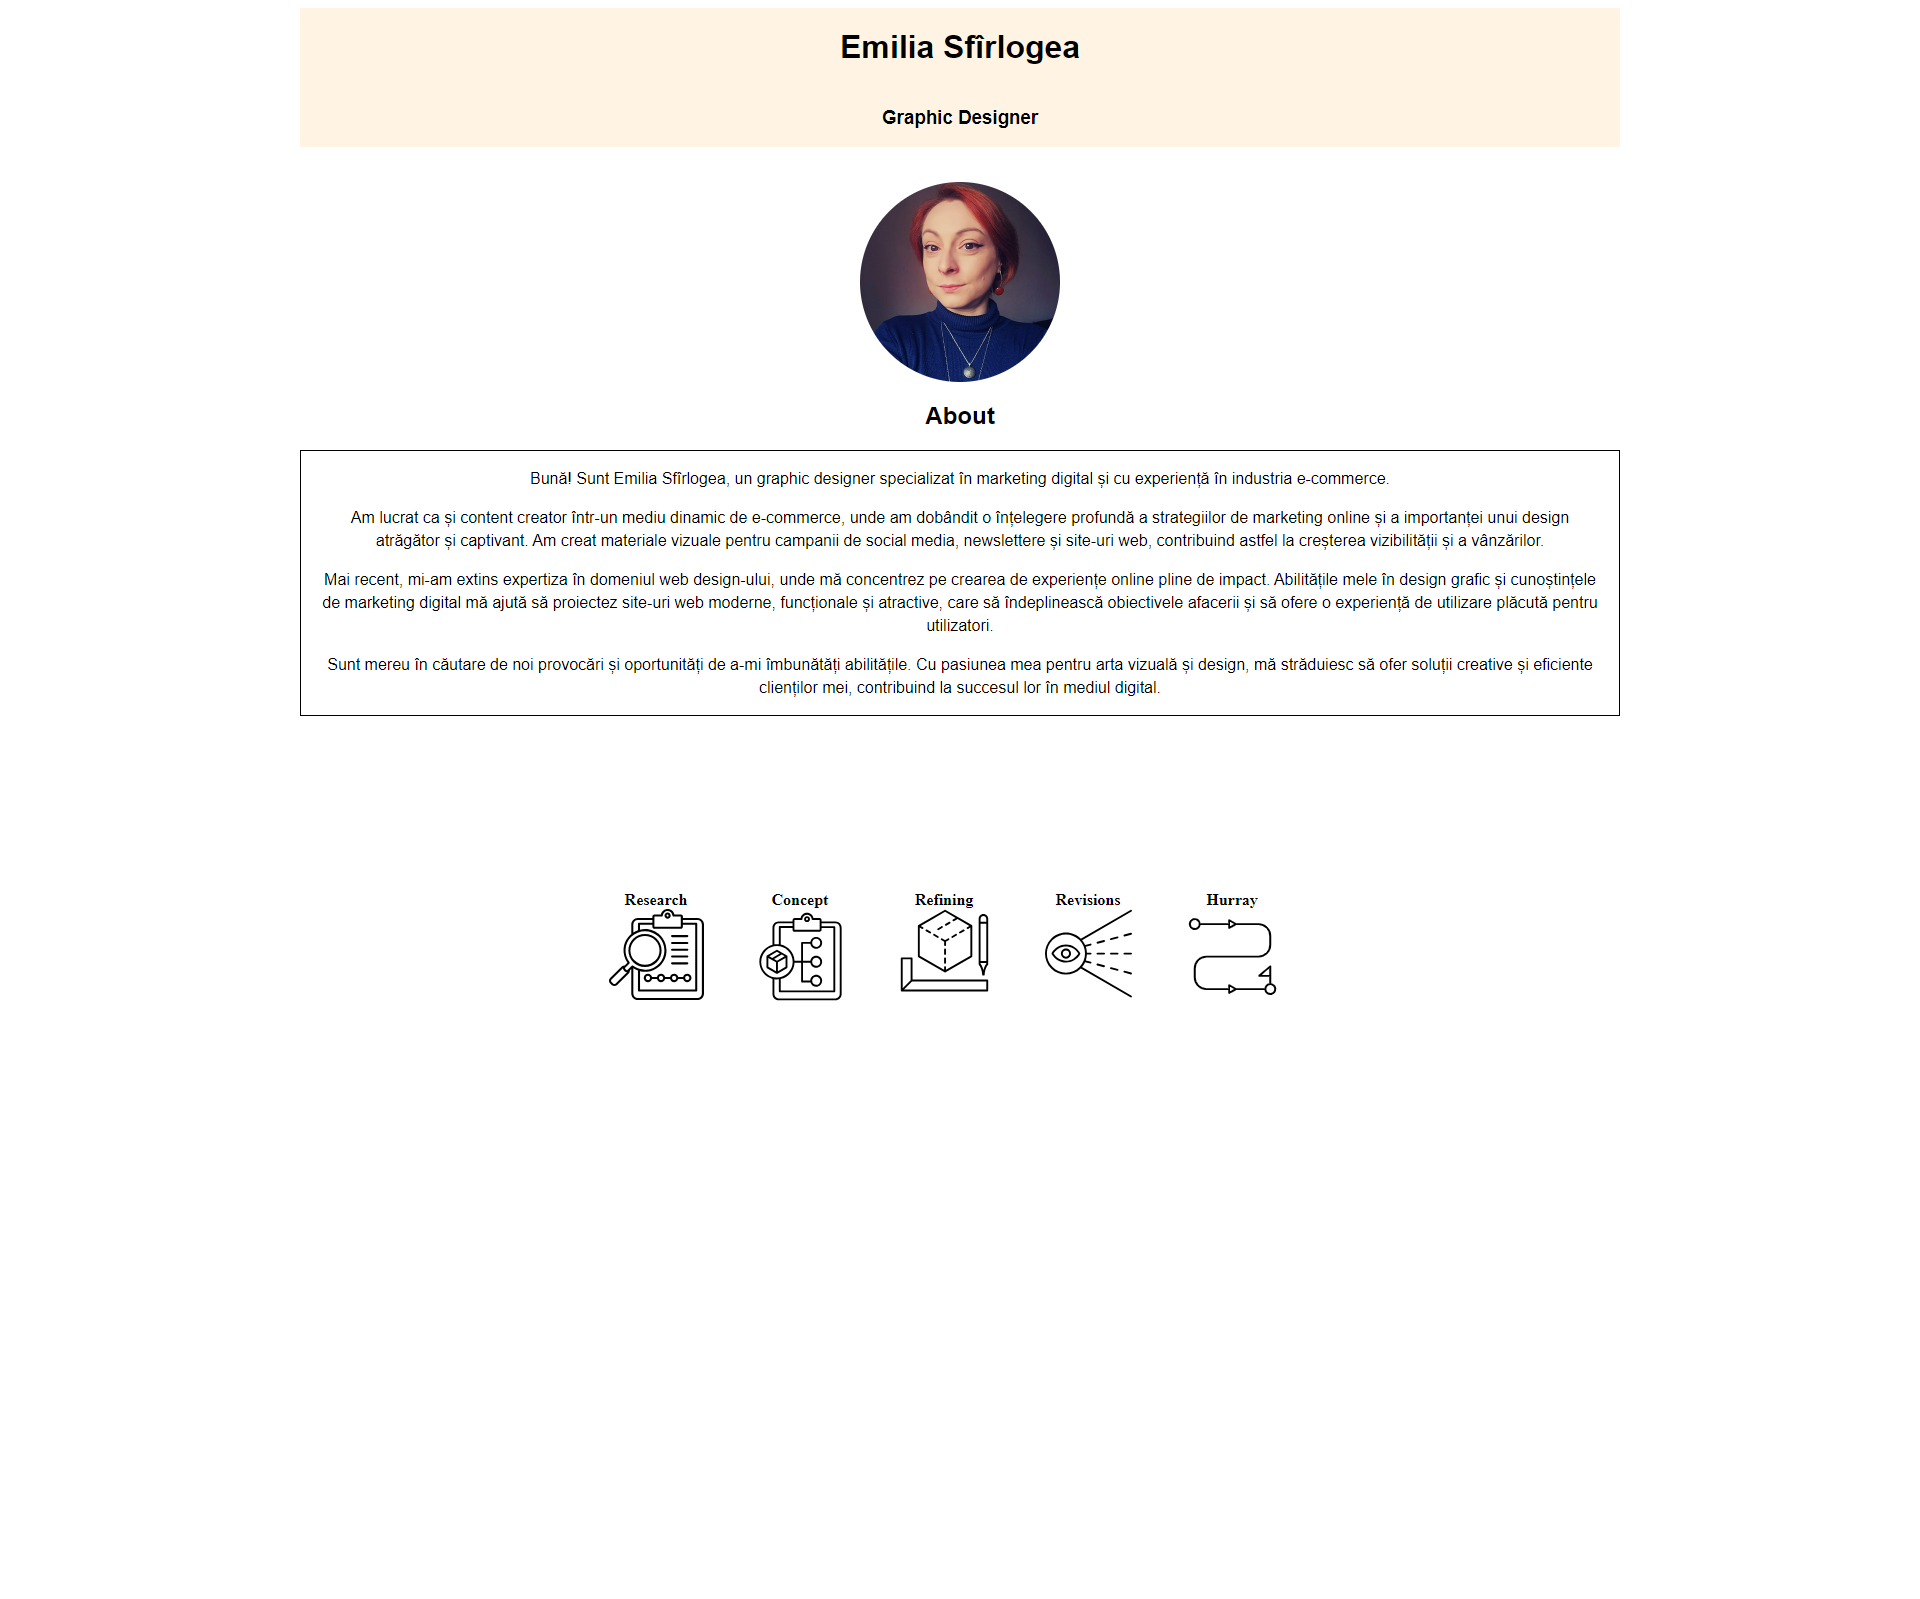 Emilia Sfîrlogea
Graphic Designer
About
Bună! Sunt Emilia Sfîrlogea, un graphic designer specializat în marketing digital și cu experiență în industria e-commerce.
Am lucrat ca și content creator într-un mediu dinamic de e-commerce, unde am dobândit o înțelegere profundă a strategiilor de marketing online și a importanței unui design
atrăgător și captivant. Am creat materiale vizuale pentru campanii de social media, newslettere și site-uri web, contribuind astfel la creșterea vizibilității și a vânzărilor.
Mai recent, mi-am extins expertiza în domeniul web design-ului, unde mă concentrez pe crearea de experiențe online pline de impact. Abilitățile mele în design grafic și cunoștințele
de marketing digital mă ajută să proiectez site-uri web moderne, funcționale și atractive, care să îndeplinească obiectivele afacerii și să ofere o experiență de utilizare plăcută pentru
utilizatori.
Sunt mereu în căutare de noi provocări și oportunități de a-mi îmbunătăți abilitățile. Cu pasiunea mea pentru arta vizuală și design, mă străduiesc să ofer soluții creative și eficiente
clienților mei, contribuind la succesul lor în mediul digital.
Research Concept Refining Revisions Hurray